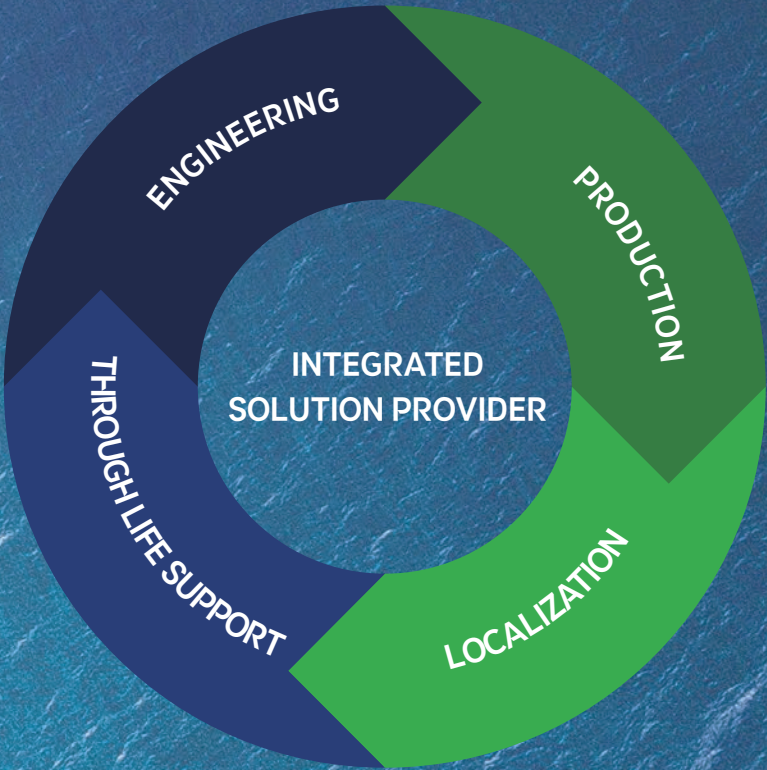 ENGINEERING
PRODUCTION
INTEGRATED
SOLUTION PROVIDER
THROUGH LIFE SUPPORT
LOCALIZATION